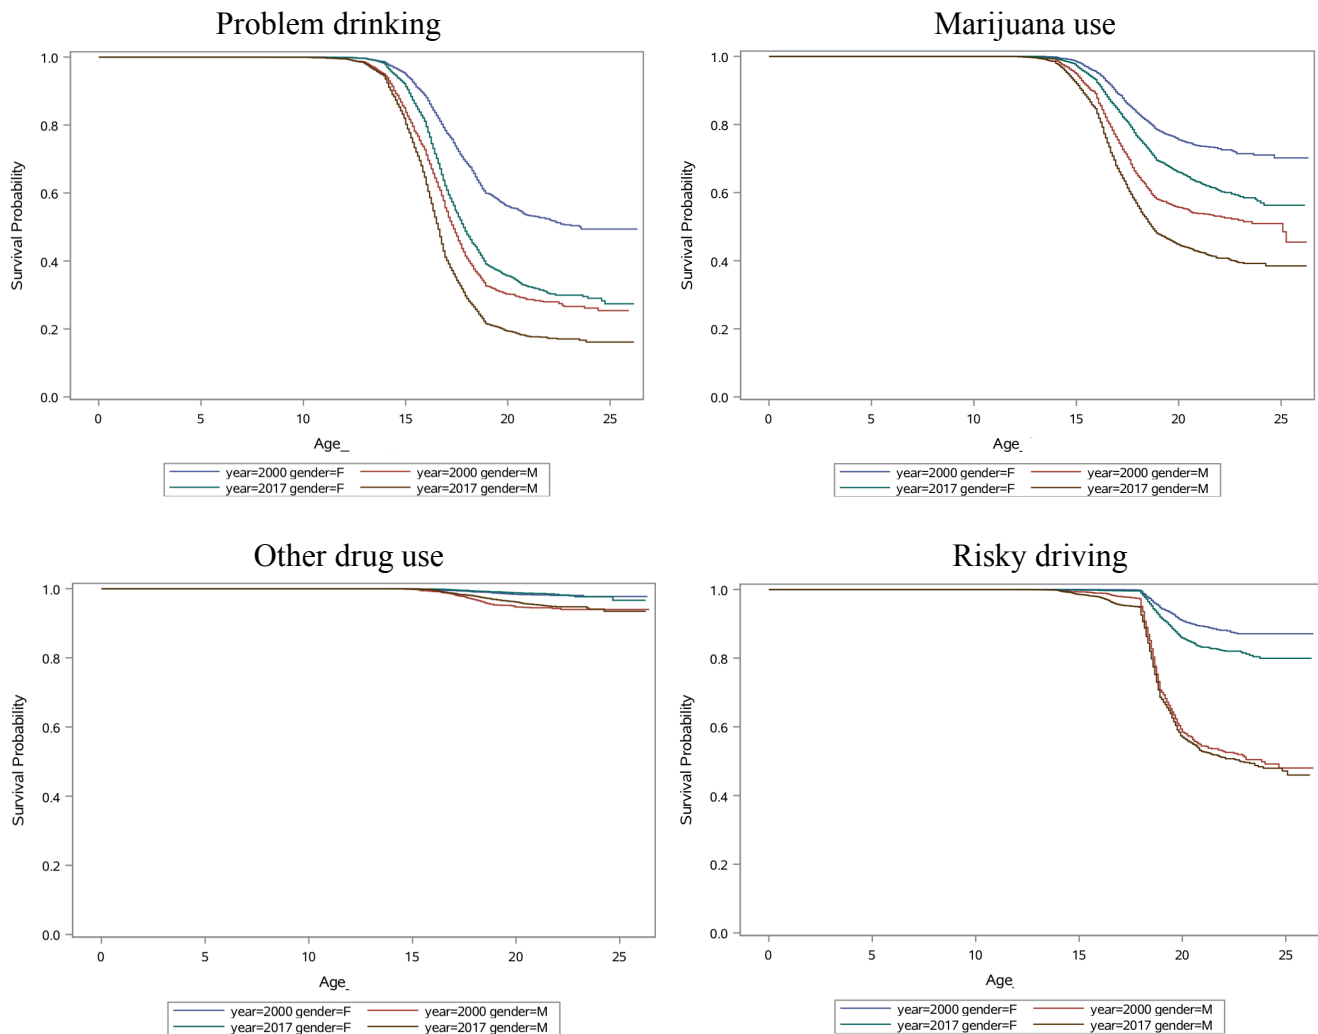 Problem drinking
Survival Probability
1.0
0.8
0.6
0.4
0.2
0.0
0 5 10 15 20 25
Age_
year=2000 gender=F year=2000 gender=M
year=2017 gender=F year=2017 gender=M
Marijuana use
Survival Probability
1.0
0.8
0.6
0.4
0.2
0.0
0 5 10 15 20 25
Age
year=2000 gender=F year=2000 gender=M
year=2017 gender=F year=2017 gender=M
Other drug use
Survival Probability
1.0
0.8
0.6
0.4
0.2
0.0
0 5 10 15 20 25
Age
year=2000 gender=F year=2000 gender=M
year=2017 gender=F year=2017 gender=M
Risky driving
Survival Probability
1.0
0.8
0.6
0.4
0.2
0.0
0 5 10 15 20 25
Age
year=2000 gender=F year=2000 gender=M
year=2017 gender=F year=2017 gender=M